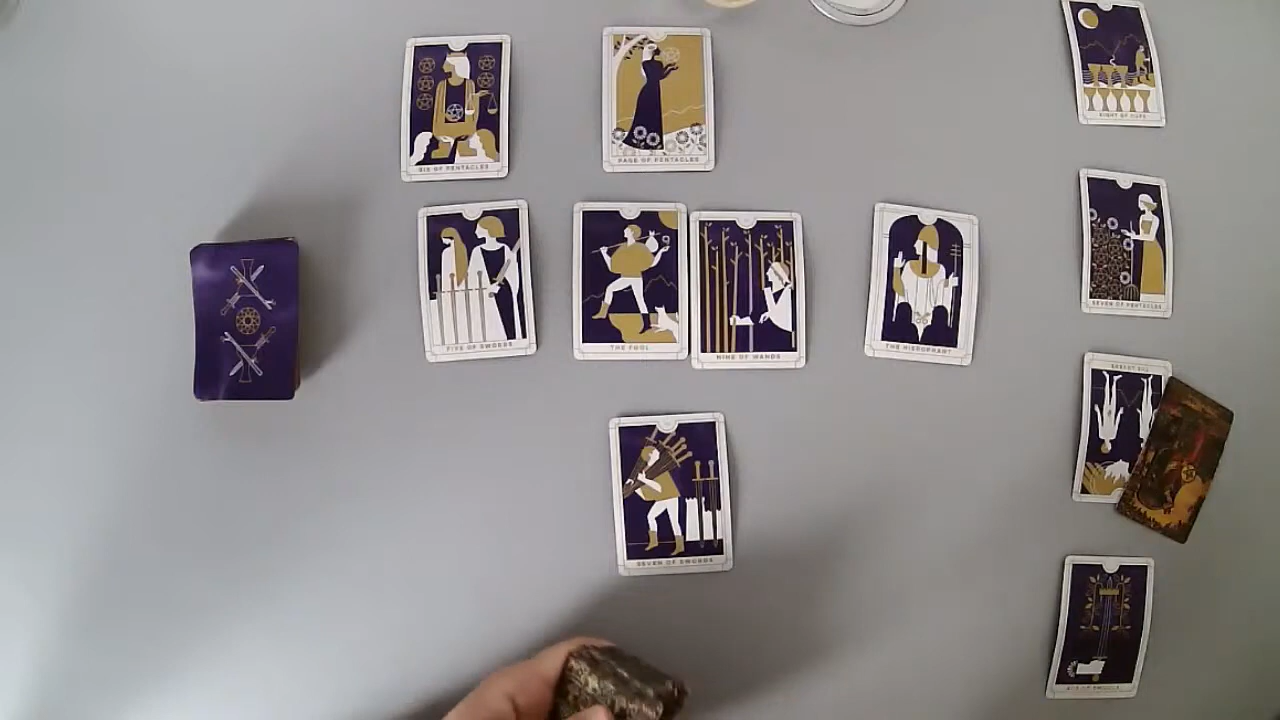 SIX OF PENTACLES
PAGE OF PENTACLES
EIGHT OF CUPS
FIVE OF SWORDS
THE FOOL
NINE OF WANDS
THE HIEROPHANT
SEVEN OF PENTACLES
SEVEN OF SWORDS